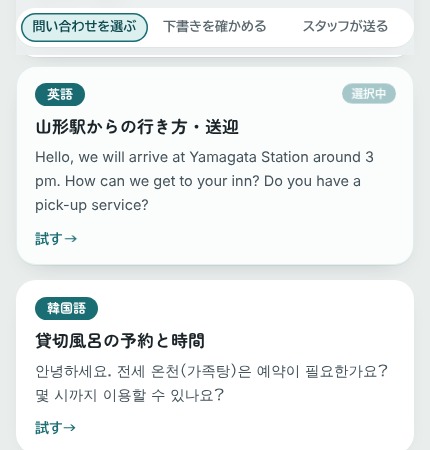 問い合わせを選ぶ 下書きを確かめる スタッフが送る
英語 選択中
山形駅からの行き方・送迎
Hello, we will arrive at Yamagata Station around 3
pm. How can we get to your inn? Do you have a
pick-up service?
試す→
韓国語
貸切風呂の予約と時間
안녕하세요. 전세 온천(가족탕)은 예약이 필요한가요?
몇 시까지 이용할 수 있나요?
試す→